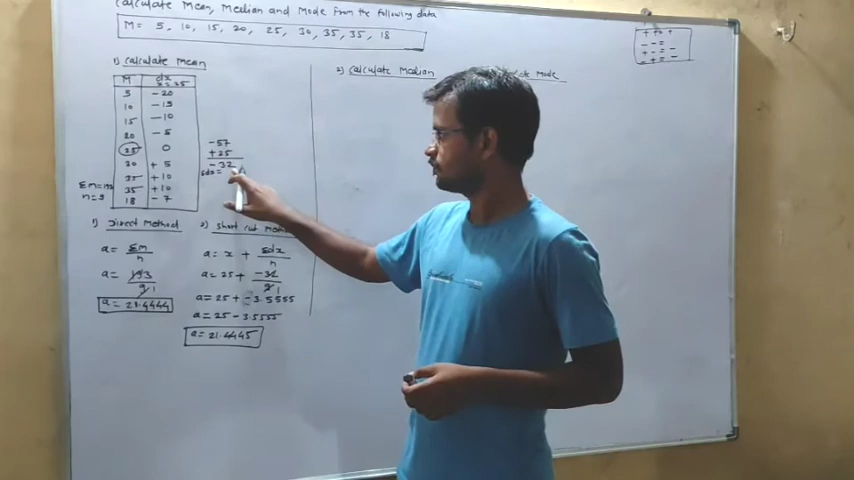 Calculate Mean, Median and Mode from the following data
M = 5, 10, 15, 20, 25, 30, 35, 35, 18
1) Calculate Mean
M dx
x=25
5 - 20
10 - 15
15 - 10
20 - 5
25 0
30 + 5
35 + 10
35 + 10
18 - 7
Σm=193
n=9
- 57
+ 25
- 32
Σdx=
1) Direct Method
a = Σm/n
a = 193/9
a = 21.4444
2) Short cut Method
a = x + Σdx/n
a = 25 + -32/9
a = 25 + -3.5555
a = 25 - 3.5555
a = 21.4445
2) Calculate Median
Mode
+ + +
- - =
+ - = -
- + = -